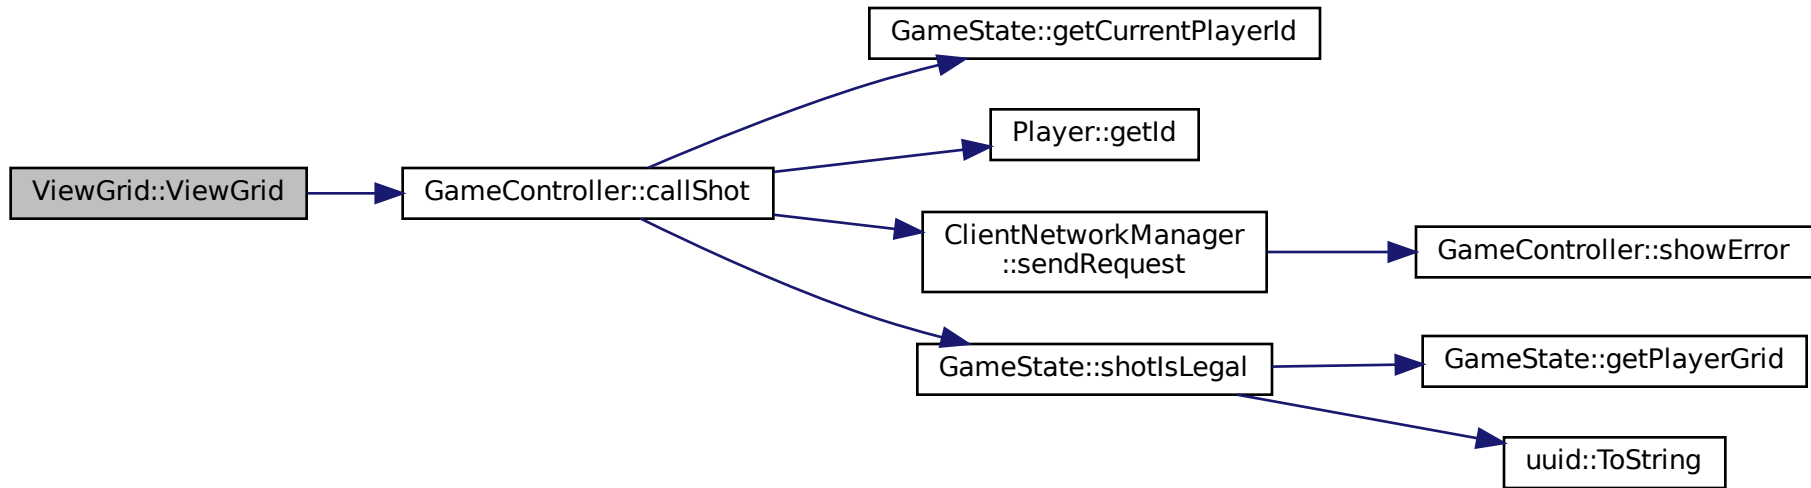 ViewGrid::ViewGrid
GameController::callShot
GameState::getCurrentPlayerId
Player::getId
ClientNetworkManager
::sendRequest
GameController::showError
GameState::shotIsLegal
GameState::getPlayerGrid
uuid::ToString